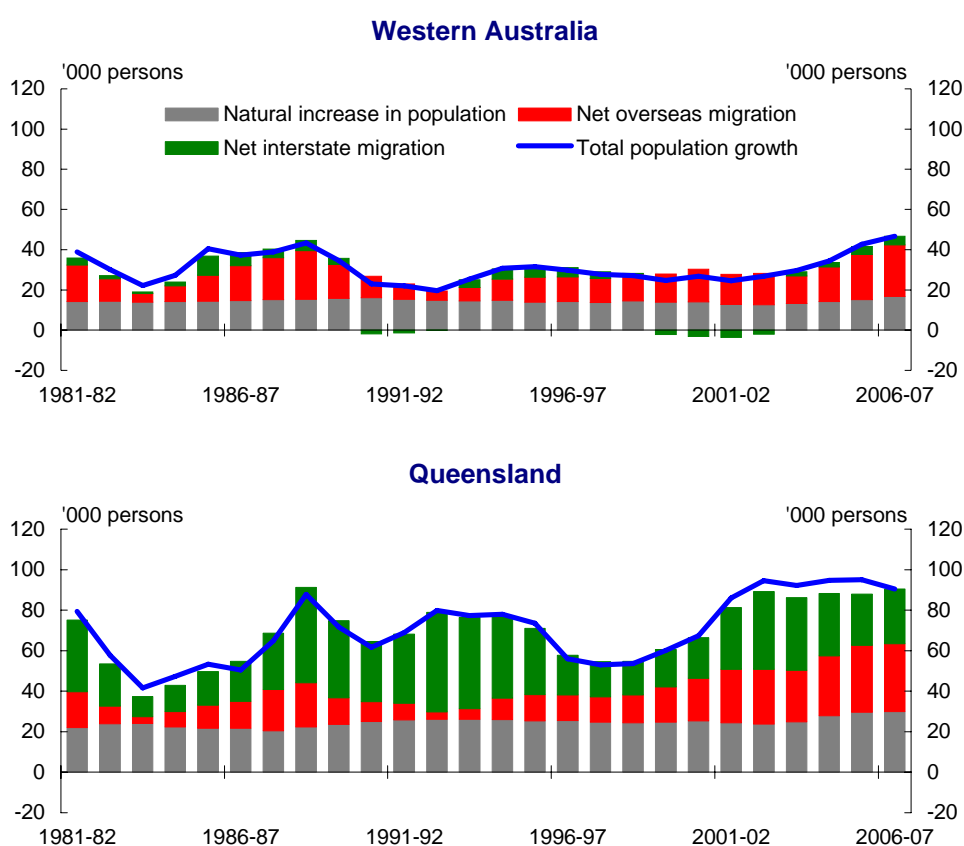 Western Australia
'000 persons '000 persons
120 120
Natural increase in population Net overseas migration
100 100
Net interstate migration Total population growth
80 80
60 60
40 40
20 20
0 0
-20 -20
1981-82 1986-87 1991-92 1996-97 2001-02 2006-07
Queensland
'000 persons '000 persons
120 120
100 100
80 80
60 60
40 40
20 20
0 0
-20 -20
1981-82 1986-87 1991-92 1996-97 2001-02 2006-07